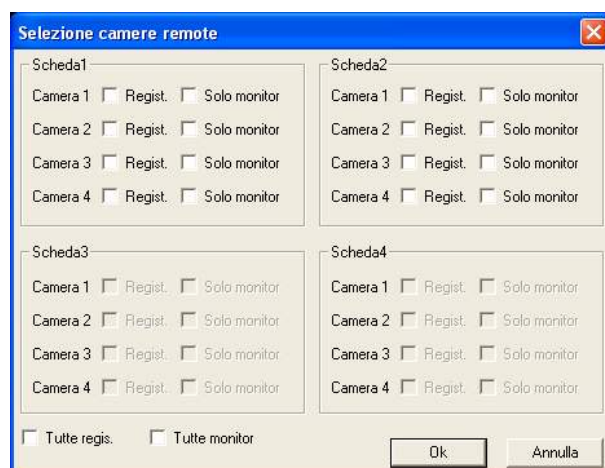 Selezione camere remote
Scheda1
Camera 1 Regist. Solo monitor
Camera 2 Regist. Solo monitor
Camera 3 Regist. Solo monitor
Camera 4 Regist. Solo monitor
Scheda2
Camera 1 Regist. Solo monitor
Camera 2 Regist. Solo monitor
Camera 3 Regist. Solo monitor
Camera 4 Regist. Solo monitor
Scheda3
Camera 1 Regist. Solo monitor
Camera 2 Regist. Solo monitor
Camera 3 Regist. Solo monitor
Camera 4 Regist. Solo monitor
Scheda4
Camera 1 Regist. Solo monitor
Camera 2 Regist. Solo monitor
Camera 3 Regist. Solo monitor
Camera 4 Regist. Solo monitor
Tutte regis. Tutte monitor
Ok Annulla